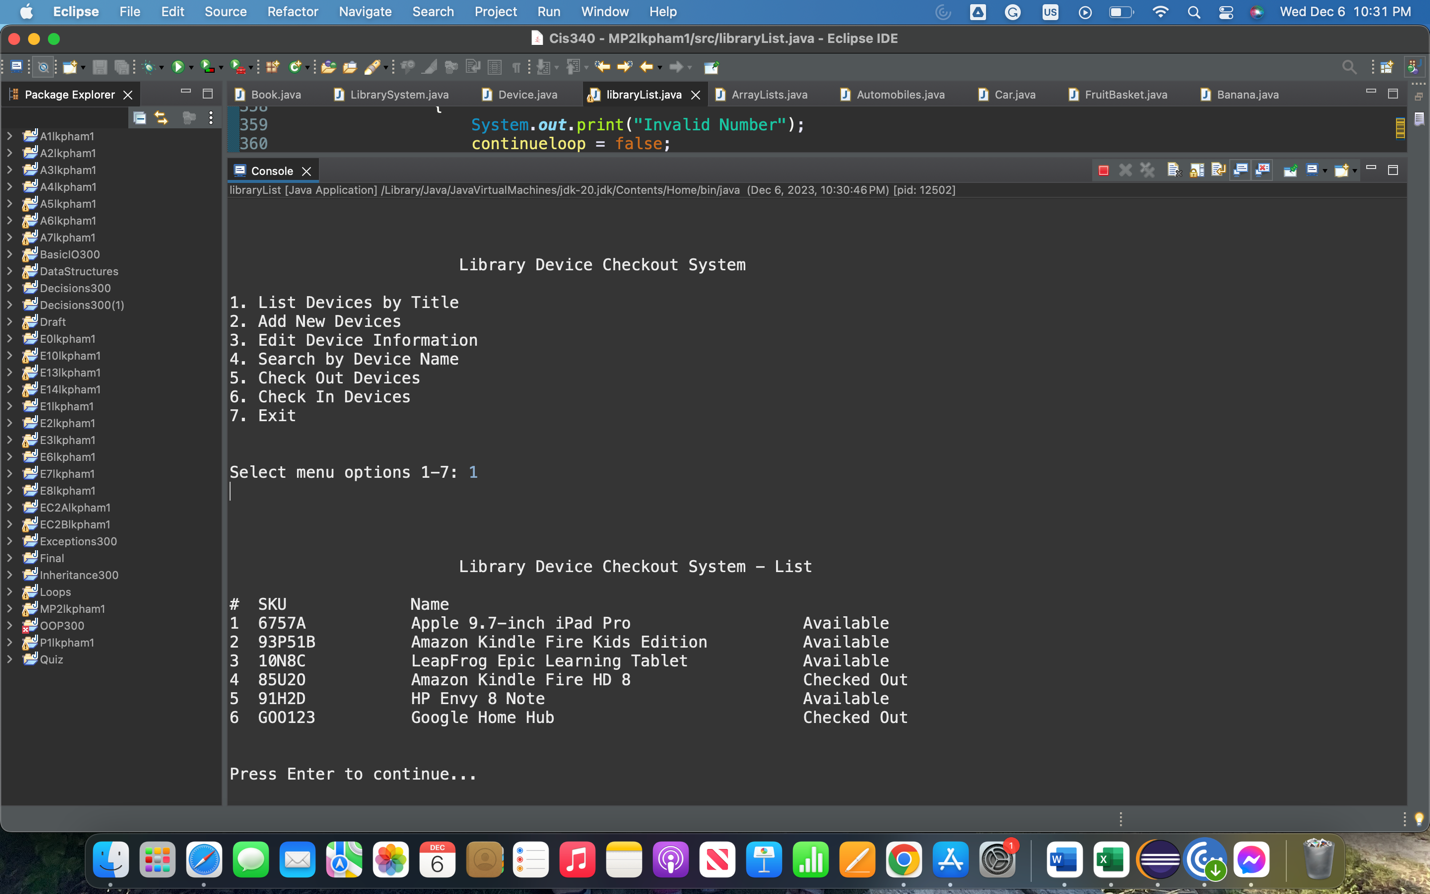 Eclipse File Edit Source Refactor Navigate Search Project Run Window Help US Wed Dec 6 10:31 PM
Cis340 - MP2lkpham1/src/libraryList.java - Eclipse IDE
Package Explorer
Book.java LibrarySystem.java Device.java libraryList.java ArrayLists.java Automobiles.java Car.java FruitBasket.java Banana.java
358 {
359 System.out.print("Invalid Number");
360 continueloop = false;
Console
libraryList [Java Application] /Library/Java/JavaVirtualMachines/jdk-20.jdk/Contents/Home/bin/java (Dec 6, 2023, 10:30:46 PM) [pid: 12502]
A1lkpham1
A2lkpham1
A3lkpham1
A4lkpham1
A5lkpham1
A6lkpham1
A7lkpham1
BasicIO300
DataStructures
Decisions300
Decisions300(1)
Draft
E0lkpham1
E10lkpham1
E13lkpham1
E14lkpham1
E1lkpham1
E2lkpham1
E3lkpham1
E6lkpham1
E7lkpham1
E8lkpham1
EC2Alkpham1
EC2Blkpham1
Exceptions300
Final
Inheritance300
Loops
MP2lkpham1
OOP300
P1lkpham1
Quiz
Library Device Checkout System
1. List Devices by Title
2. Add New Devices
3. Edit Device Information
4. Search by Device Name
5. Check Out Devices
6. Check In Devices
7. Exit
Select menu options 1-7: 1
Library Device Checkout System - List
# SKU Name
1 6757A Apple 9.7-inch iPad Pro Available
2 93P51B Amazon Kindle Fire Kids Edition Available
3 10N8C LeapFrog Epic Learning Tablet Available
4 85U2O Amazon Kindle Fire HD 8 Checked Out
5 91H2D HP Envy 8 Note Available
6 GOO123 Google Home Hub Checked Out
Press Enter to continue...
DEC
6
1